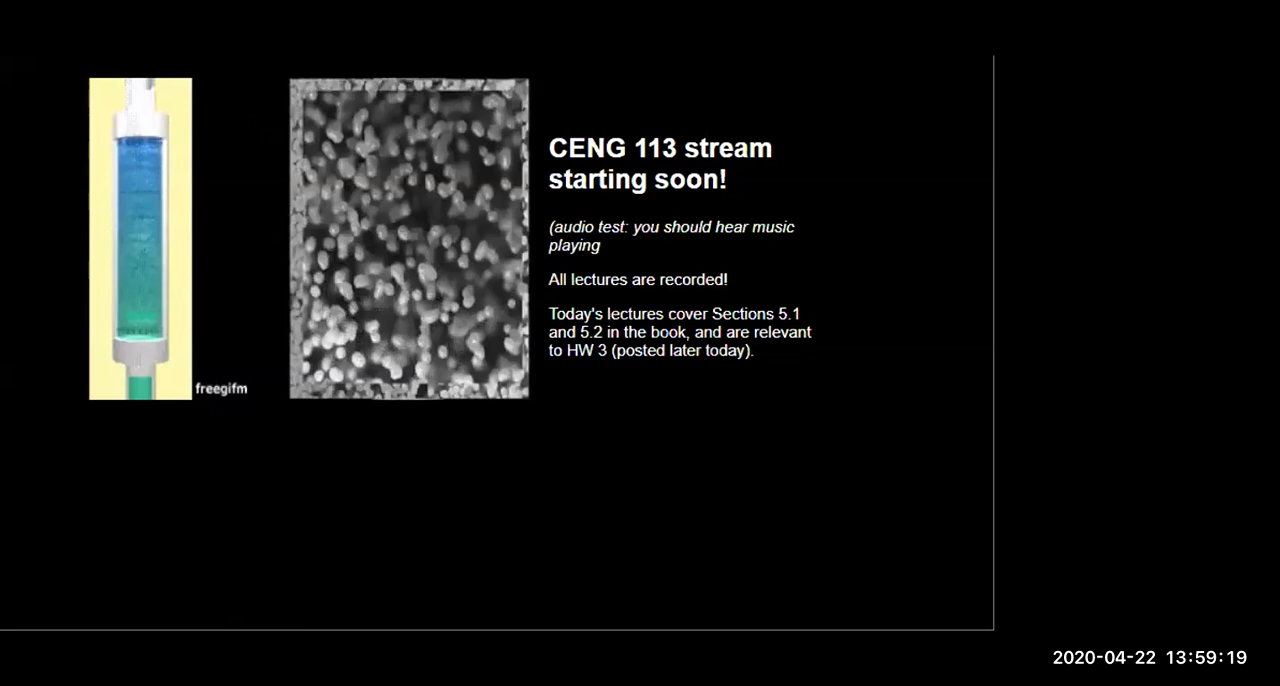 CENG 113 stream
starting soon!
(audio test: you should hear music
playing
All lectures are recorded!
Today's lectures cover Sections 5.1
and 5.2 in the book, and are relevant
to HW 3 (posted later today).
freegifm
2020-04-22 13:59:19